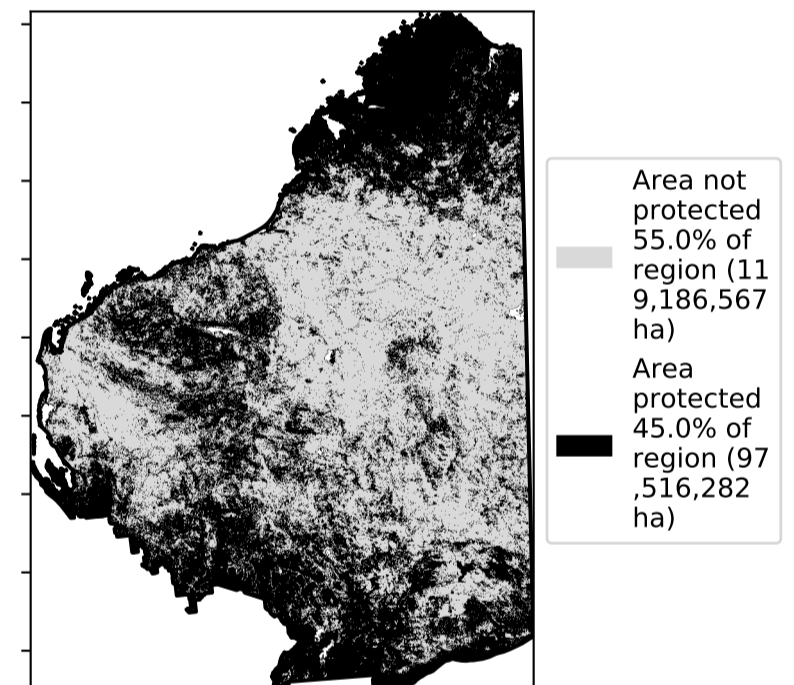 Area not
protected
55.0% of
region (11
9,186,567
ha)
Area
protected
45.0% of
region (97
,516,282
ha)